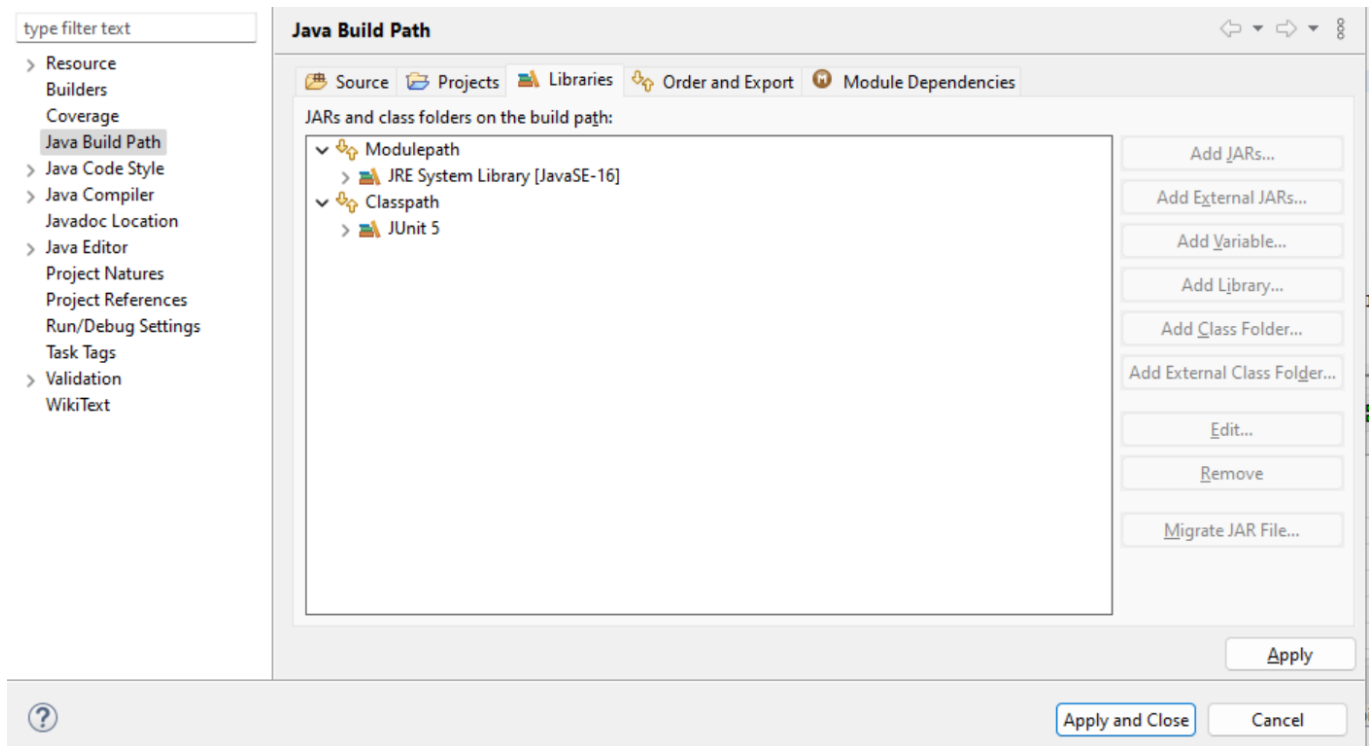 type filter text
Resource
Builders
Coverage
Java Build Path
Java Code Style
Java Compiler
Javadoc Location
Java Editor
Project Natures
Project References
Run/Debug Settings
Task Tags
Validation
WikiText
Java Build Path
Source Projects Libraries Order and Export Module Dependencies
JARs and class folders on the build path:
Modulepath
JRE System Library [JavaSE-16]
Classpath
JUnit 5
Add JARs...
Add External JARs...
Add Variable...
Add Library...
Add Class Folder...
Add External Class Folder...
Edit...
Remove
Migrate JAR File...
Apply
Apply and Close Cancel